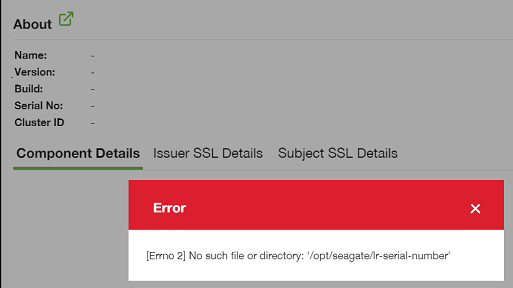 About
Name: -
Version: -
Build: -
Serial No: -
Cluster ID -
Component Details Issuer SSL Details Subject SSL Details
Error ×
[Errno 2] No such file or directory: '/opt/seagate/lr-serial-number'